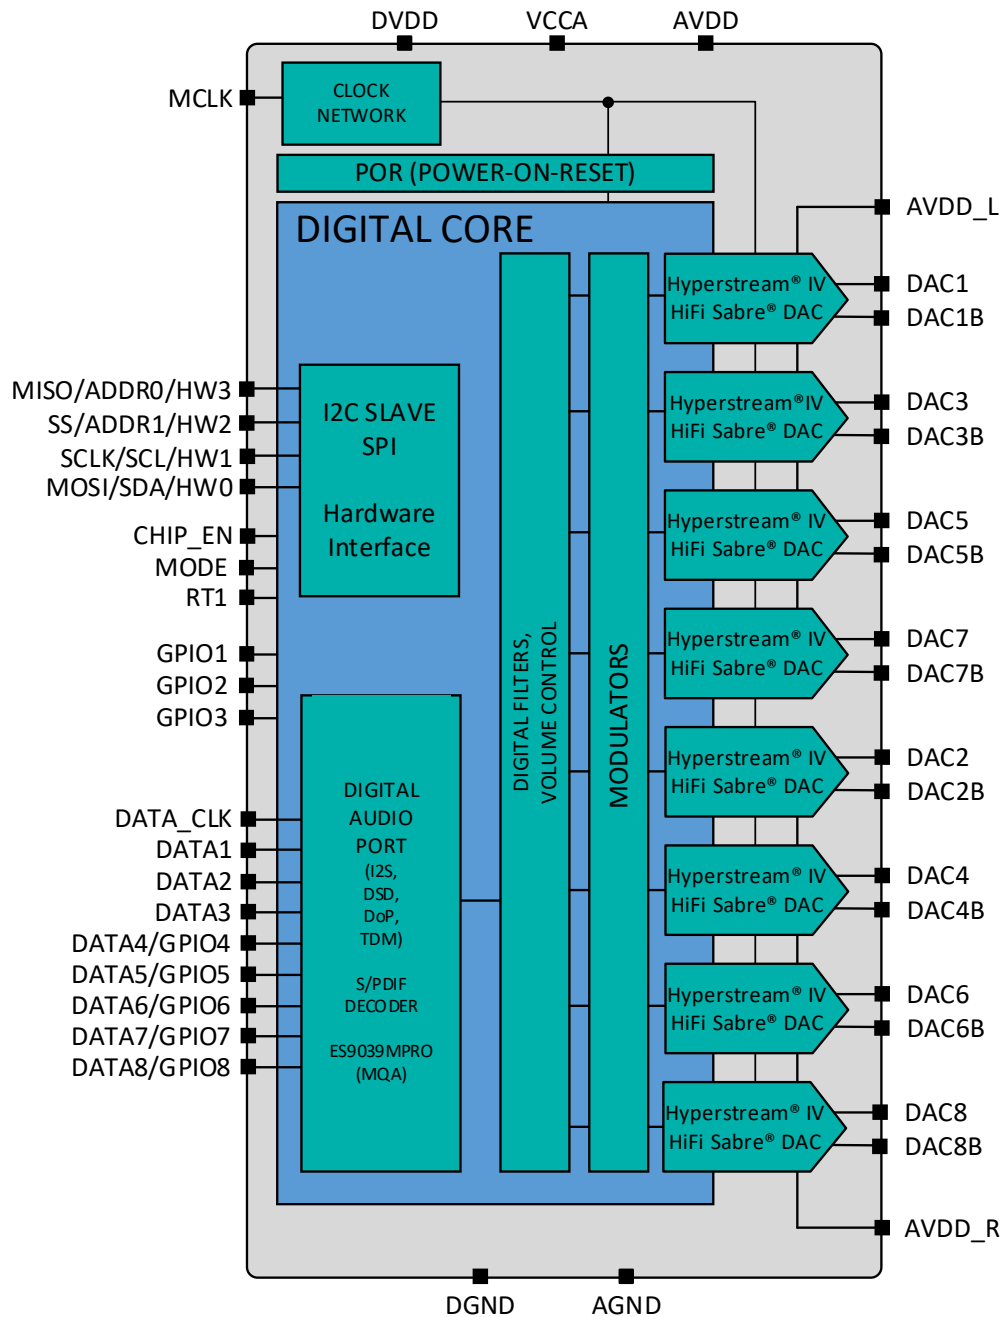 DVDD
VCCA
AVDD
MCLK
CLOCK
NETWORK
POR (POWER-ON-RESET)
DIGITAL CORE
AVDD_L
Hyperstream® IV
HiFi Sabre® DAC
DAC1
DAC1B
MISO/ADDR0/HW3
SS/ADDR1/HW2
SCLK/SCL/HW1
MOSI/SDA/HW0
CHIP_EN
MODE
RT1
I2C SLAVE
SPI
Hardware
Interface
Hyperstream®IV
HiFi Sabre® DAC
DAC3
DAC3B
Hyperstream® IV
HiFi Sabre® DAC
DAC5
DAC5B
GPIO1
GPIO2
GPIO3
DIGITAL FILTERS,
VOLUME CONTROL
MODULATORS
Hyperstream® IV
HiFi Sabre® DAC
DAC7
DAC7B
Hyperstream® IV
HiFi Sabre® DAC
DAC2
DAC2B
DATA_CLK
DATA1
DATA2
DATA3
DATA4/GPIO4
DATA5/GPIO5
DATA6/GPIO6
DATA7/GPIO7
DATA8/GPIO8
DIGITAL
AUDIO
PORT
(I2S,
DSD,
DoP,
TDM)
S/PDIF
DECODER
ES9039MPRO
(MQA)
Hyperstream® IV
HiFi Sabre® DAC
DAC4
DAC4B
Hyperstream® IV
HiFi Sabre® DAC
DAC6
DAC6B
Hyperstream® IV
HiFi Sabre® DAC
DAC8
DAC8B
AVDD_R
DGND
AGND